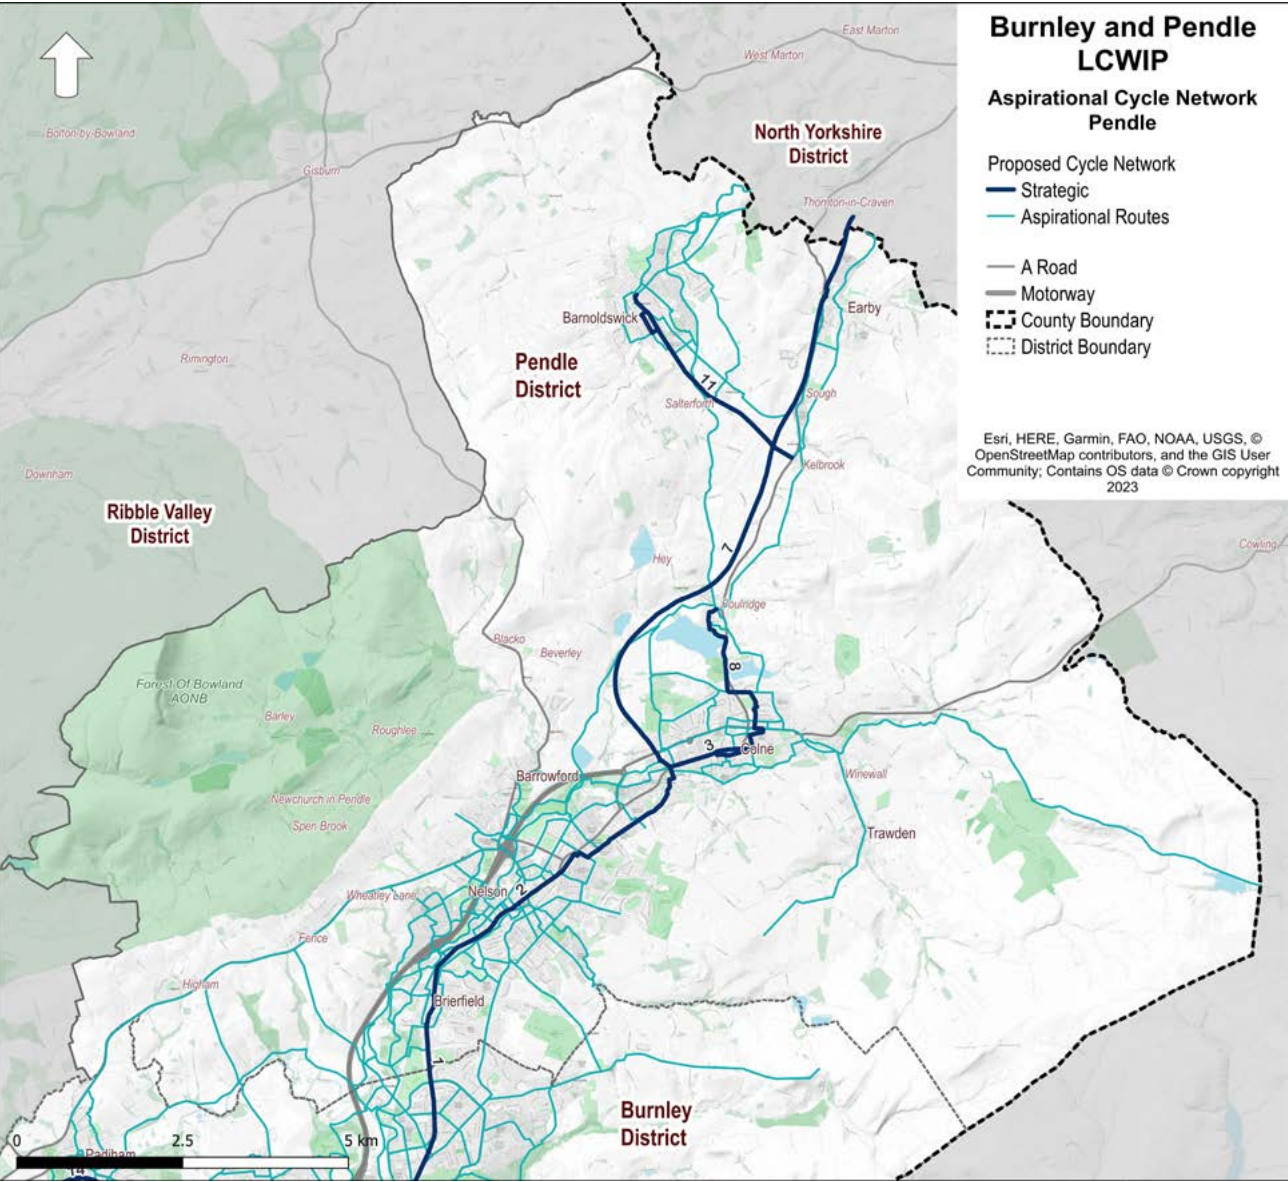 Burnley and Pendle
LCWIP
Aspirational Cycle Network
Pendle
Proposed Cycle Network
Strategic
Aspirational Routes
A Road
Motorway
County Boundary
District Boundary
Esri, HERE, Garmin, FAO, NOAA, USGS, ©
OpenStreetMap contributors, and the GIS User
Community; Contains OS data © Crown copyright
2023
East Marton
West Marton
Bolton-by-Bowland
North Yorkshire
District
Gisburn
Thornton-in-Craven
Earby
Barnoldswick
Rimington
Pendle
District
11
Sough
Salterforth
Kelbrook
Downham
Ribble Valley
District
7
Hey
Cowling
Foulridge
Blacko
Beverley
8
Forest Of Bowland
AONB
Barley
Roughlee
3
Colne
Barrowford
Winewall
Newchurch in Pendle
Spen Brook
Trawden
Wheatley Lane
Nelson
2
Fence
Higham
Brierfield
1
Burnley
District
0
2.5
5 km
Padiham
14